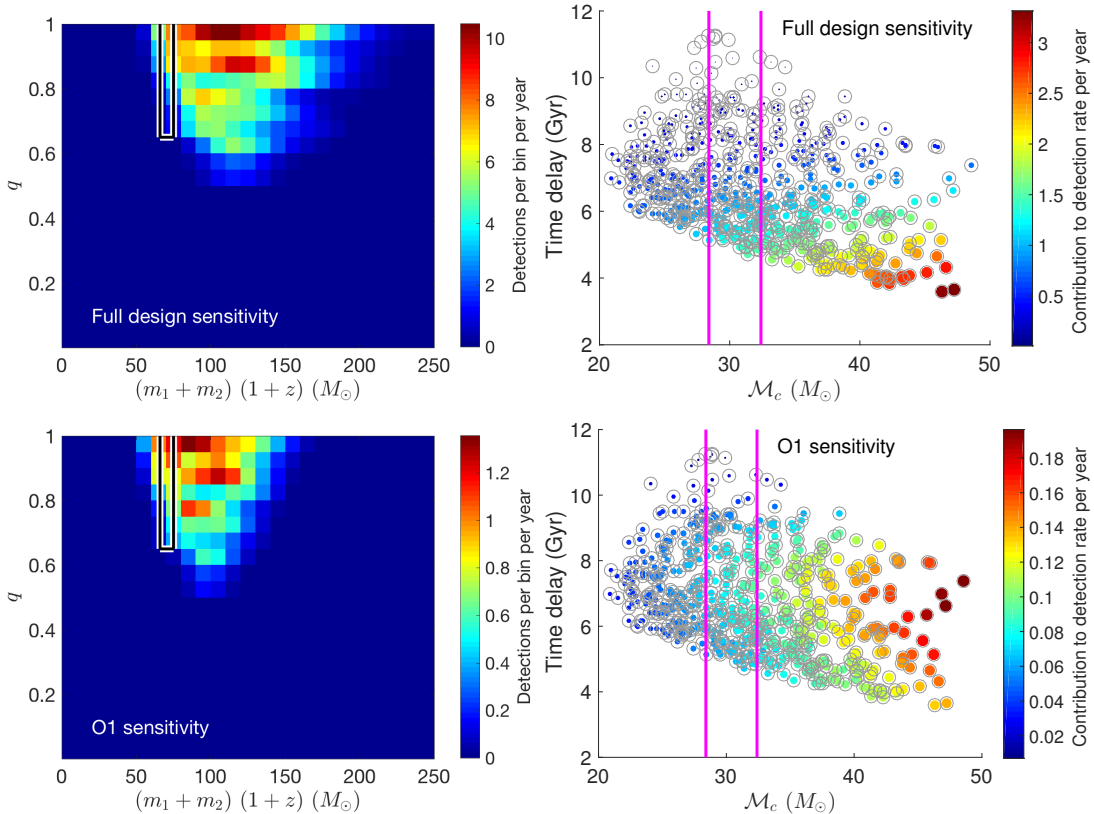 1
0.8
0.6
0.4
0.2
q
0 50 100 150 200 250
(m₁ + m₂) (1 + z) (M⊙)
Full design sensitivity
10
8
6
4
2
0
Detections per bin per year
12
10
8
6
4
2
Time delay (Gyr)
20 30 40 50
ℳc (M⊙)
Full design sensitivity
3
2.5
2
1.5
1
0.5
Contribution to detection rate per year
1
0.8
0.6
0.4
0.2
q
0 50 100 150 200 250
(m₁ + m₂) (1 + z) (M⊙)
O1 sensitivity
1.2
1
0.8
0.6
0.4
0.2
0
Detections per bin per year
12
10
8
6
4
2
Time delay (Gyr)
20 30 40 50
ℳc (M⊙)
O1 sensitivity
0.18
0.16
0.14
0.12
0.1
0.08
0.06
0.04
0.02
Contribution to detection rate per year